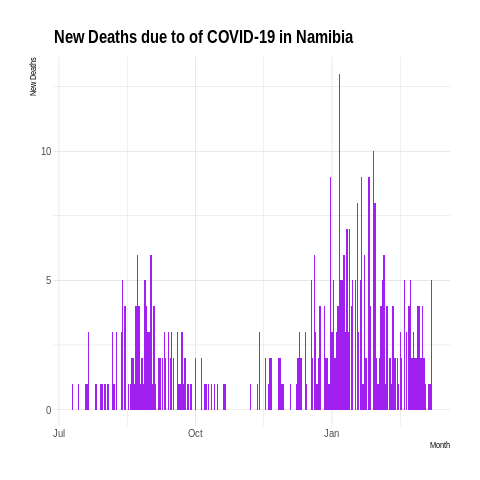 New Deaths due to of COVID-19 in Namibia
New Deaths
10
5
0
Jul
Oct
Jan
Month